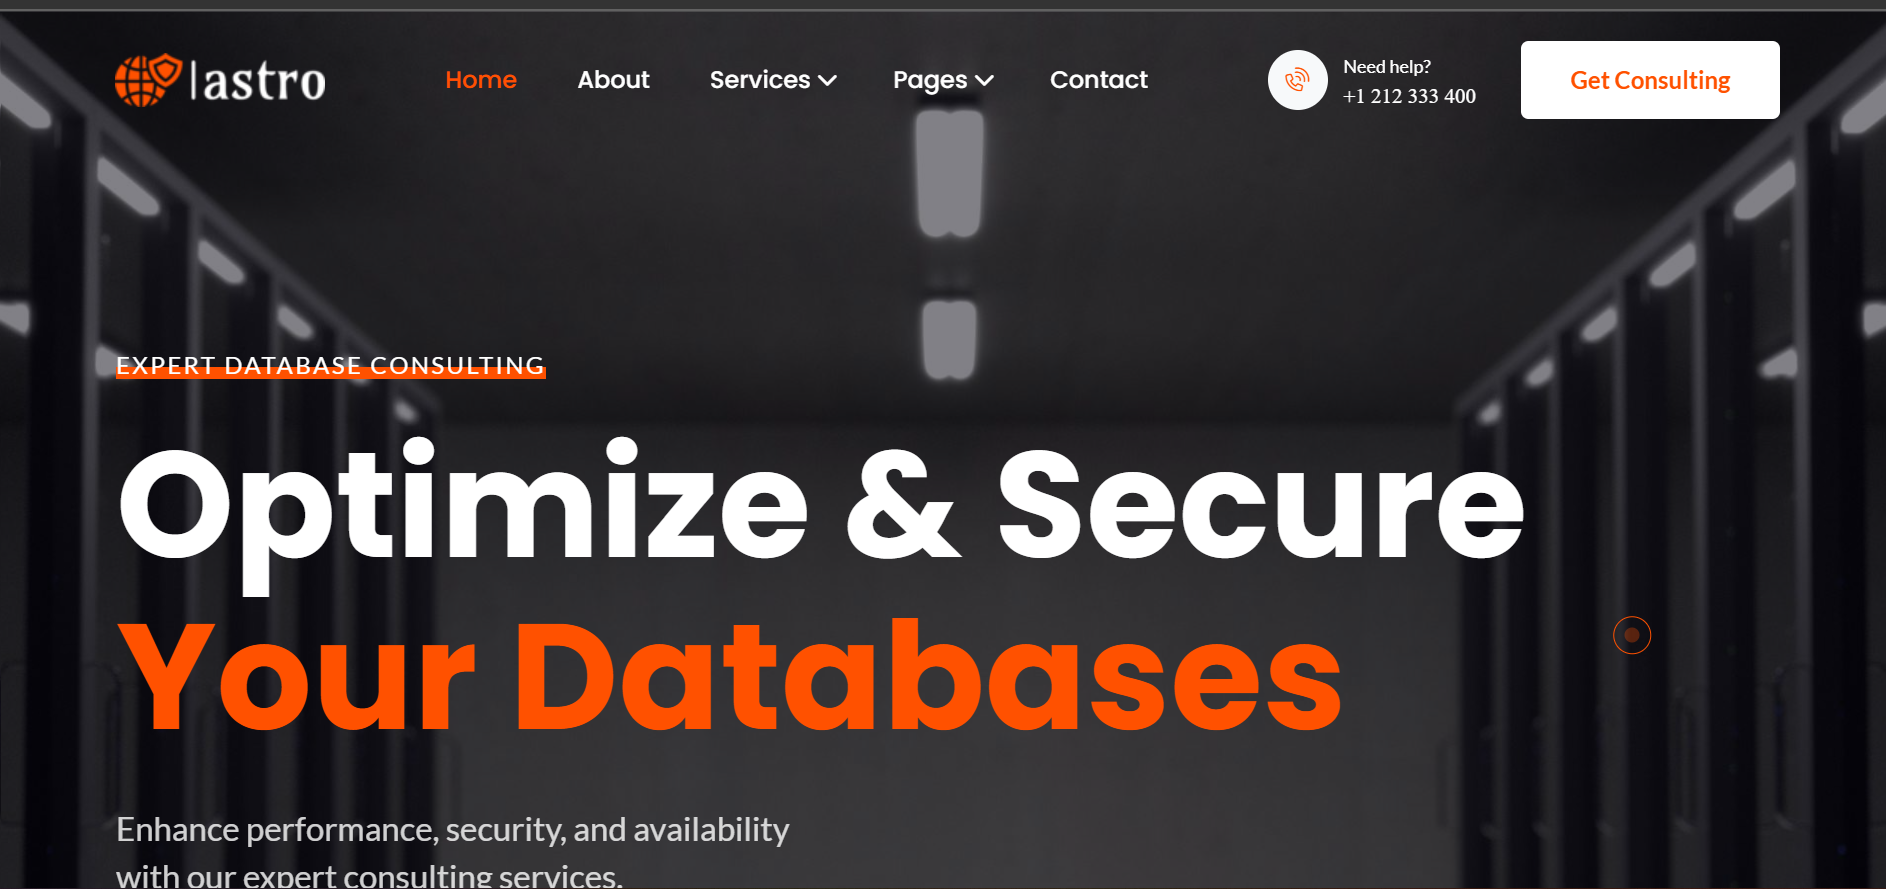 astro
Home
About
Services
Pages
Contact
Need help?
+1 212 333 400
Get Consulting
EXPERT DATABASE CONSULTING
Optimize & Secure
Your Databases
Enhance performance, security, and availability
with our expert consulting services.